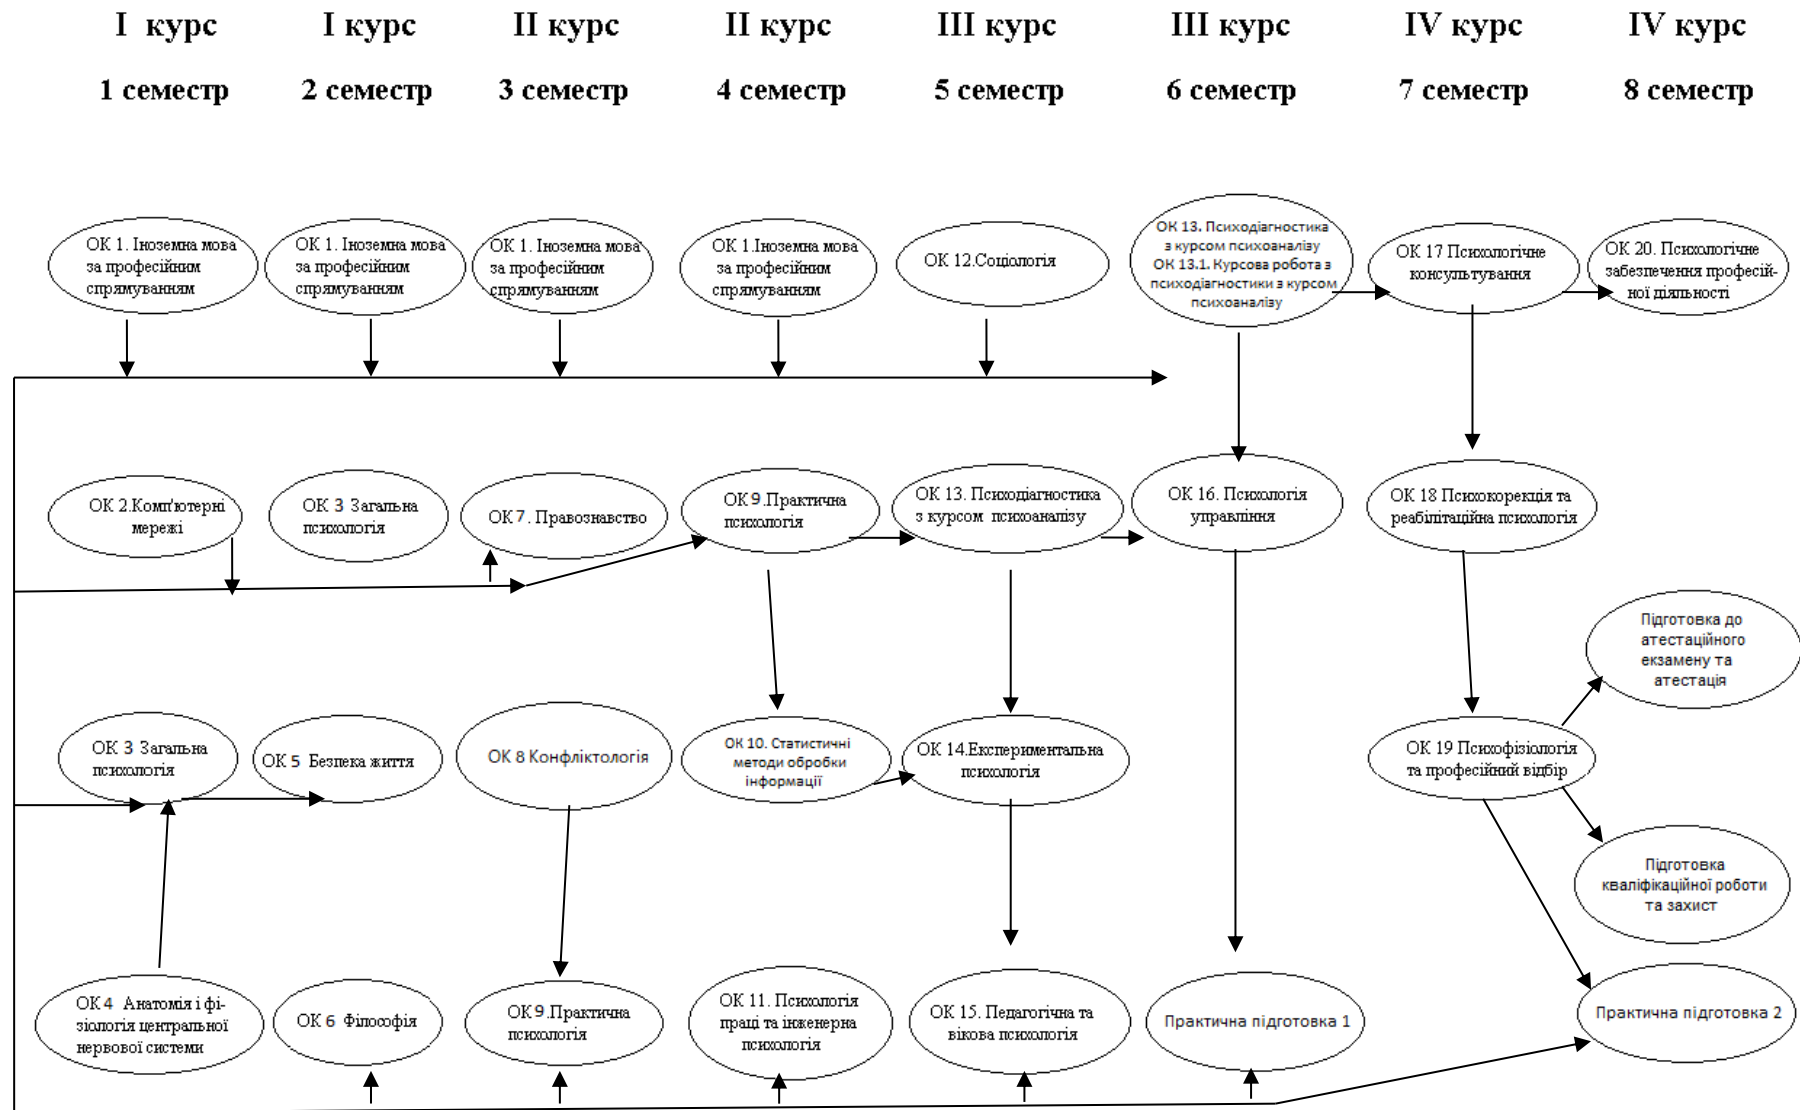 I курс
I курс
II курс
II курс
III курс
III курс
IV курс
IV курс
1 семестр
2 семестр
3 семестр
4 семестр
5 семестр
6 семестр
7 семестр
8 семестр
ОК 1. Іноземна мова
за професійним
спрямуванням
ОК 1. Іноземна мова
за професійним
спрямуванням
ОК 1. Іноземна мова
за професійним
спрямуванням
ОК 1.Іноземна мова
за професійним
спрямуванням
ОК 12.Соціологія
ОК 13. Психодіагностика
з курсом психоаналізу
ОК 13.1. Курсова робота з
психодіагностики з курсом
психоаналізу
ОК 17 Психологічне
консультування
ОК 20. Психологічне
забезпечення професій-
ної діяльності
ОК 2.Комп'ютерні
мережі
ОК 3 Загальна
психологія
ОК 7. Правознавство
ОК 9.Практична
психологія
ОК 13. Психодіагностика
з курсом психоаналізу
ОК 16. Психологія
управління
ОК 18 Психокорекція та
реабілітаційна психологія
Підготовка до
атестаційного
екзамену та
атестація
ОК 3 Загальна
психологія
ОК 5 Безпека життя
ОК 8 Конфліктологія
ОК 10. Статистичні
методи обробки
інформації
ОК 14.Експериментальна
психологія
ОК 19 Психофізіологія
та професійний відбір
Підготовка
кваліфікаційної роботи
та захист
ОК 4 Анатомія і фі-
зіологія центральної
нервової системи
ОК 6 Філософія
ОК 9.Практична
психологія
ОК 11. Психологія
праці та інженерна
психологія
ОК 15. Педагогічна та
вікова психологія
Практична підготовка 1
Практична підготовка 2